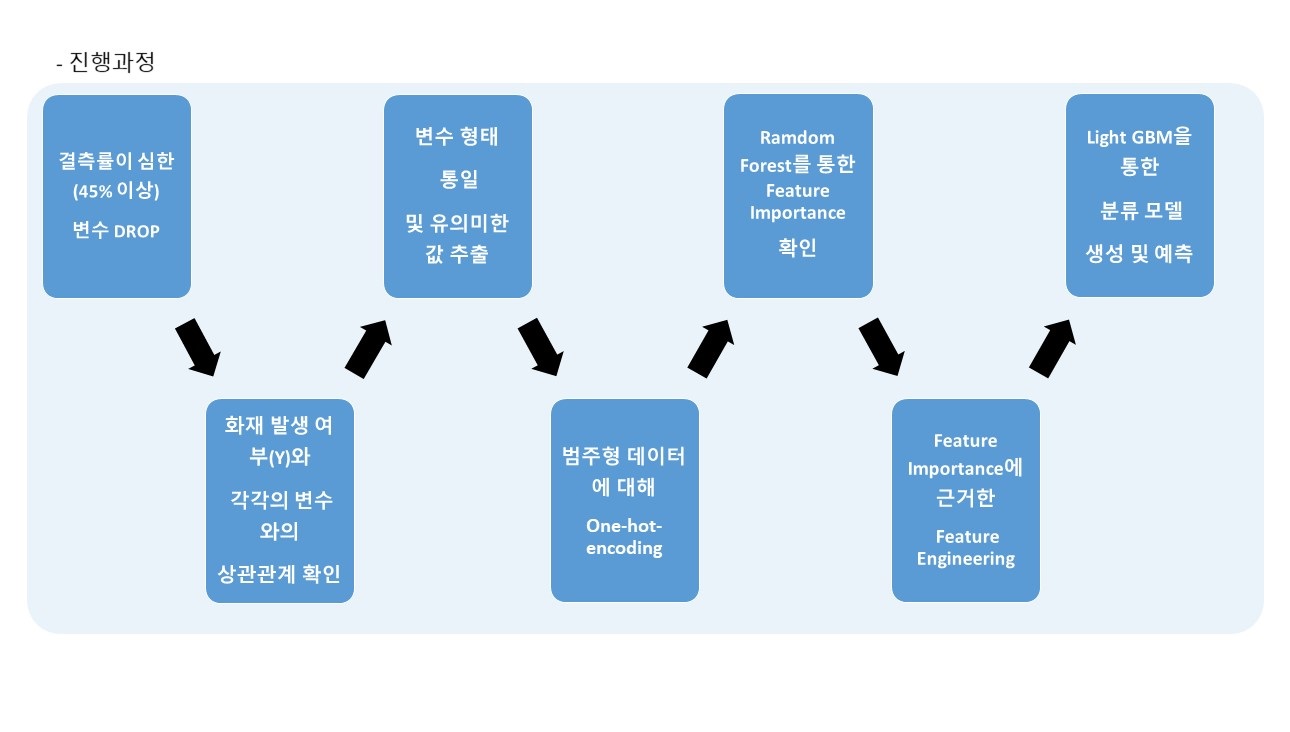 - 진행과정
결측률이 심한
(45% 이상)
변수 DROP
화재 발생 여
부(Y)와
각각의 변수
와의
상관관계 확인
변수 형태
통일
및 유의미한
값 추출
범주형 데이터
에 대해
One-hot-
encoding
Ramdom
Forest를 통한
Feature
Importance
확인
Feature
Importance에
근거한
Feature
Engineering
Light GBM을
통한
분류 모델
생성 및 예측